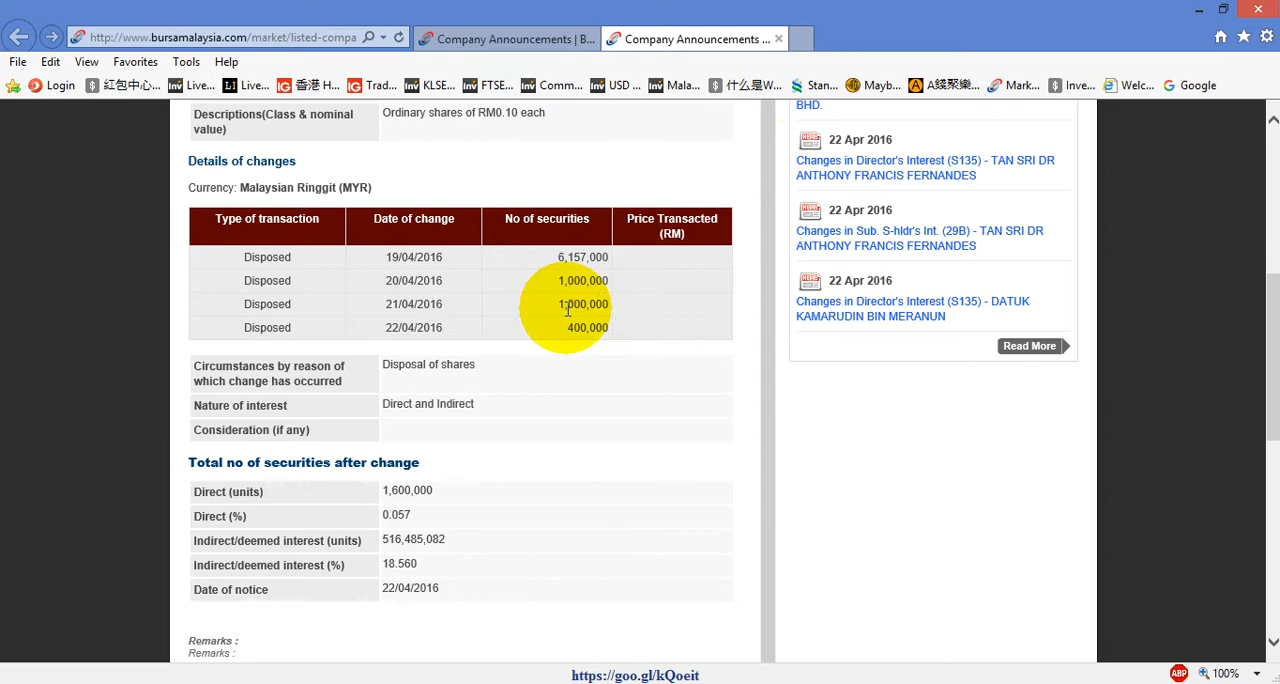 http://www.bursamalaysia.com/market/listed-compa
Company Announcements | B...
Company Announcements ...
File Edit View Favorites Tools Help
Login 紅包中心... Live... Live... 香港 H... Trad... KLSE... FTSE... Comm... USD ... Mala... 什么是W... Stan... Mayb... A錢聚樂... Mark... Inve... Welc... Google
Descriptions(Class & nominal value) Ordinary shares of RM0.10 each
Details of changes
Currency: Malaysian Ringgit (MYR)
Type of transaction Date of change No of securities Price Transacted (RM)
Disposed 19/04/2016 6,157,000
Disposed 20/04/2016 1,000,000
Disposed 21/04/2016 1,000,000
Disposed 22/04/2016 400,000
Circumstances by reason of which change has occurred Disposal of shares
Nature of interest Direct and Indirect
Consideration (if any)
Total no of securities after change
Direct (units) 1,600,000
Direct (%) 0.057
Indirect/deemed interest (units) 516,485,082
Indirect/deemed interest (%) 18.560
Date of notice 22/04/2016
Remarks :
Remarks :
BHD.
22 Apr 2016
Changes in Director's Interest (S135) - TAN SRI DR
ANTHONY FRANCIS FERNANDES
22 Apr 2016
Changes in Sub. S-hldr's Int. (29B) - TAN SRI DR
ANTHONY FRANCIS FERNANDES
22 Apr 2016
Changes in Director's Interest (S135) - DATUK
KAMARUDIN BIN MERANUN
Read More
https://goo.gl/kQoeit
ABP 100%